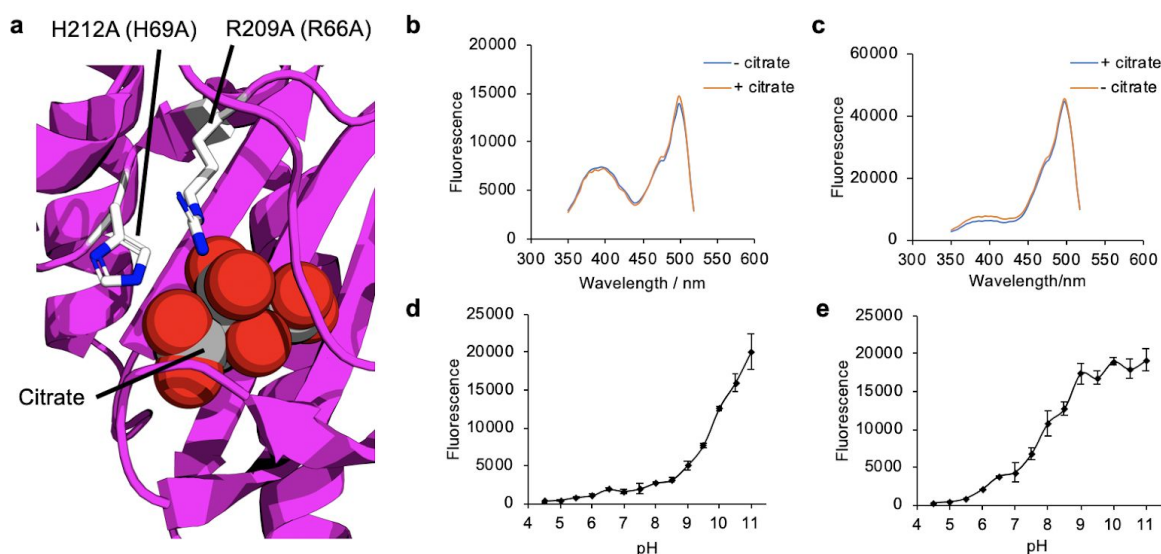 a
H212A (H69A)
R209A (R66A)
Citrate
b
20000
15000
10000
5000
0
Fluorescence
- citrate
+ citrate
300 350 400 450 500 550 600
Wavelength / nm
c
60000
40000
20000
0
Fluorescence
+ citrate
- citrate
300 350 400 450 500 550 600
Wavelength/nm
d
25000
20000
15000
10000
5000
0
Fluorescence
4 5 6 7 8 9 10 11
pH
e
25000
20000
15000
10000
5000
0
Fluorescence
4 5 6 7 8 9 10 11
pH